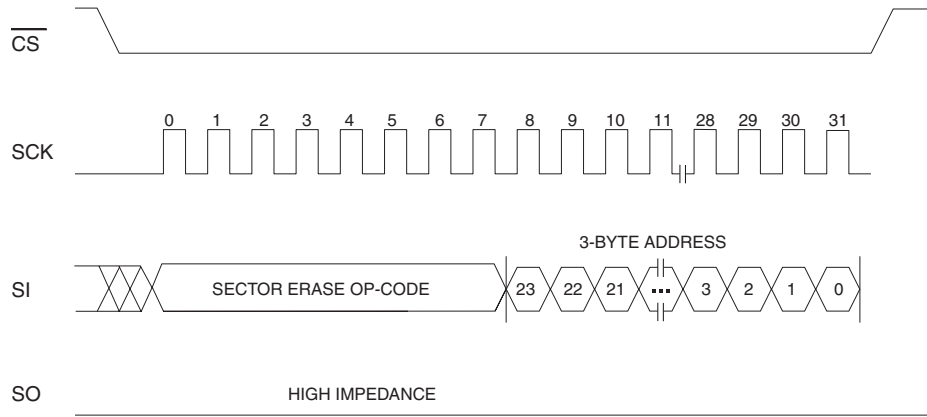 CS
0 1 2 3 4 5 6 7 8 9 10 11 28 29 30 31
SCK
3-BYTE ADDRESS
SI SECTOR ERASE OP-CODE 23 22 21 ... 3 2 1 0
SO HIGH IMPEDANCE